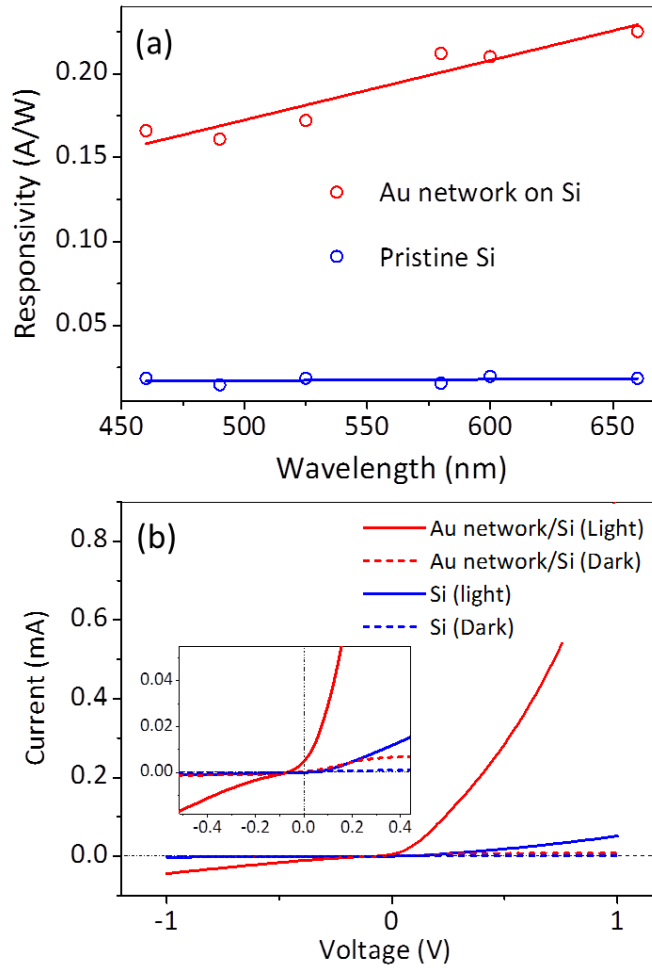 (a)
0.20
0.15
0.10
0.05
Responsivity (A/W)
Au network on Si
Pristine Si
450
500
550
600
650
Wavelength (nm)
(b)
Au network/Si (Light)
Au network/Si (Dark)
Si (light)
Si (Dark)
0.8
0.6
0.4
0.2
0.0
Current (mA)
0.04
0.02
0.00
-0.4
-0.2
0.0
0.2
0.4
-1
0
1
Voltage (V)